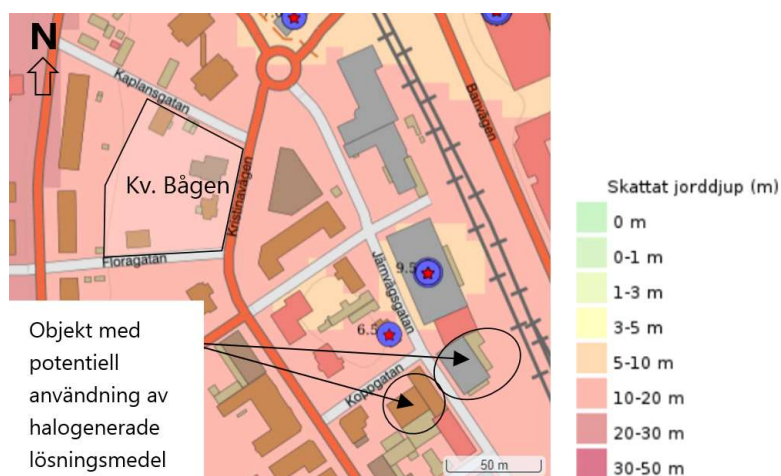 N
Kaplansgatan
Kv. Bågen
Kristinavägen
Floragatan
Banvägen
Järnvägsgatan
9.5
6.5
Koppgatan
Objekt med
potentiell
användning av
halogenerade
lösningsmedel
50 m
Skattat jorddjup (m)
0 m
0-1 m
1-3 m
3-5 m
5-10 m
10-20 m
20-30 m
30-50 m